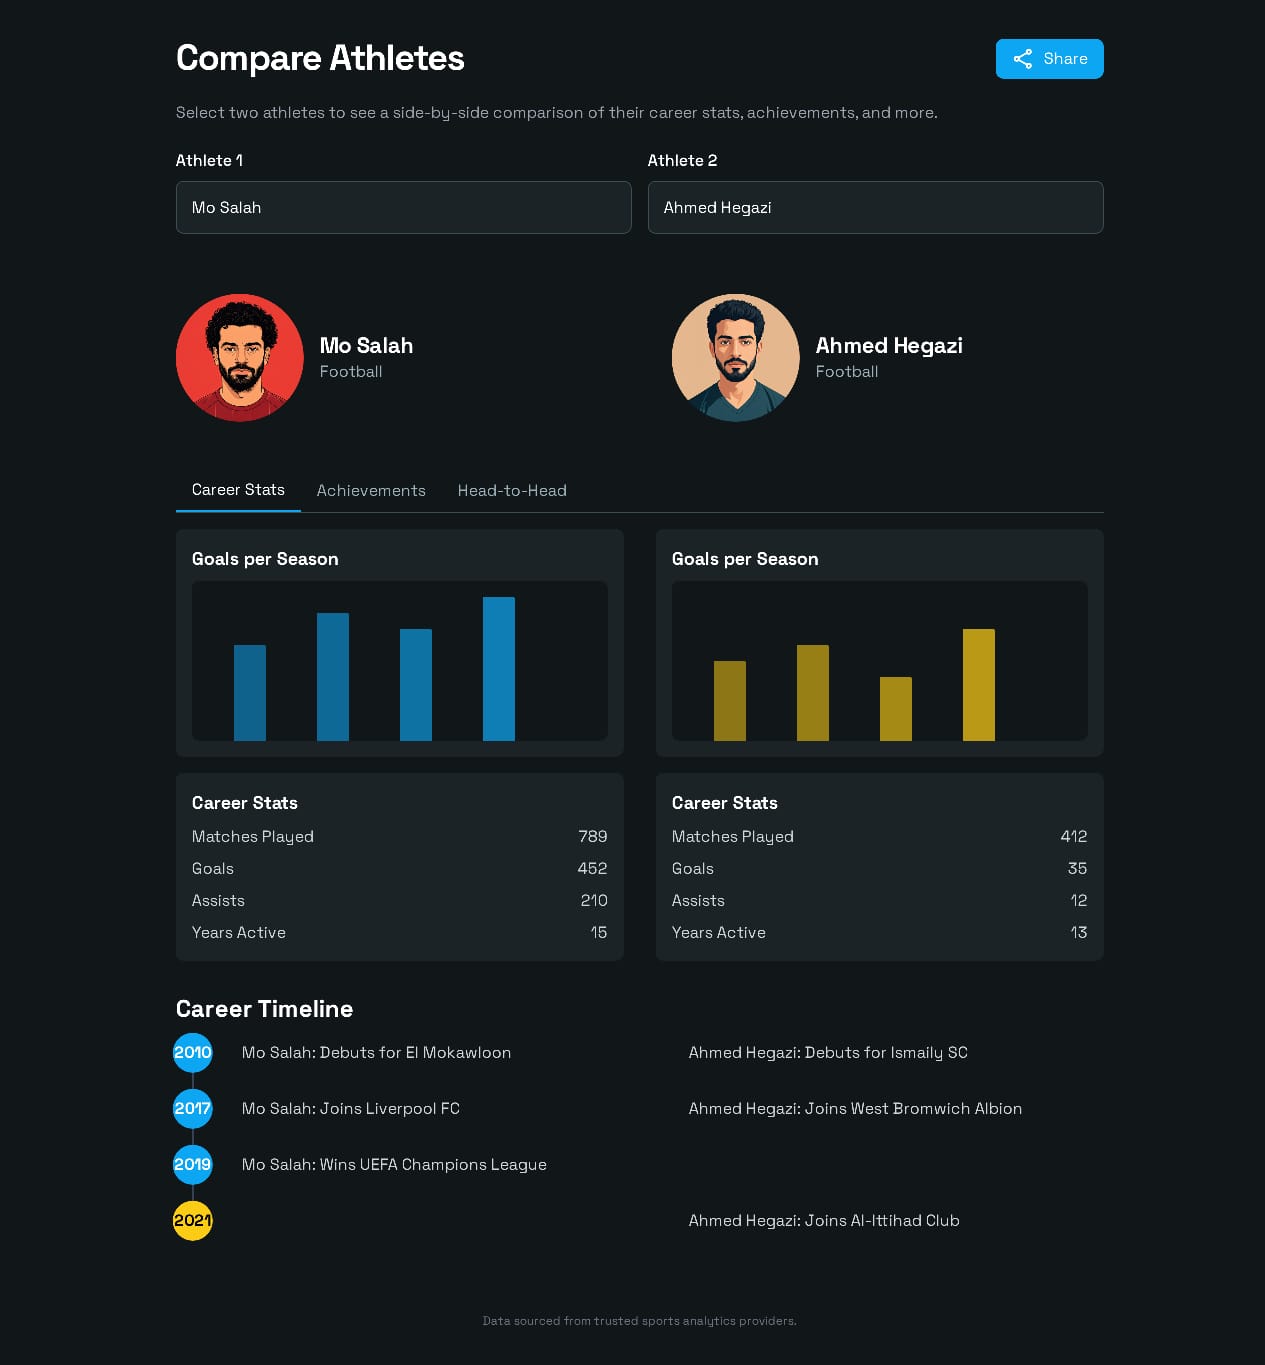 Compare Athletes
Share
Select two athletes to see a side-by-side comparison of their career stats, achievements, and more.
Athlete 1
Athlete 2
Mo Salah
Ahmed Hegazi
Mo Salah
Football
Ahmed Hegazi
Football
Career Stats
Achievements
Head-to-Head
Goals per Season
Goals per Season
Career Stats
Matches Played 789
Goals 452
Assists 210
Years Active 15
Career Stats
Matches Played 412
Goals 35
Assists 12
Years Active 13
Career Timeline
2010 Mo Salah: Debuts for El Mokawloon Ahmed Hegazi: Debuts for Ismaily SC
2017 Mo Salah: Joins Liverpool FC Ahmed Hegazi: Joins West Bromwich Albion
2019 Mo Salah: Wins UEFA Champions League
2021 Ahmed Hegazi: Joins Al-Ittihad Club
Data sourced from trusted sports analytics providers.